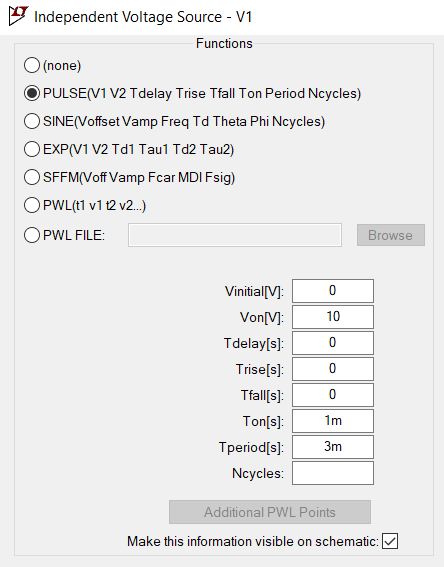 Independent Voltage Source - V1
Functions
(none)
PULSE(V1 V2 Tdelay Trise Tfall Ton Period Ncycles)
SINE(Voffset Vamp Freq Td Theta Phi Ncycles)
EXP(V1 V2 Td1 Tau1 Td2 Tau2)
SFFM(Voff Vamp Fcar MDI Fsig)
PWL(t1 v1 t2 v2...)
PWL FILE: Browse
Vinitial[V]: 0
Von[V]: 10
Tdelay[s]: 0
Trise[s]: 0
Tfall[s]: 0
Ton[s]: 1m
Tperiod[s]: 3m
Ncycles:
Additional PWL Points
Make this information visible on schematic: